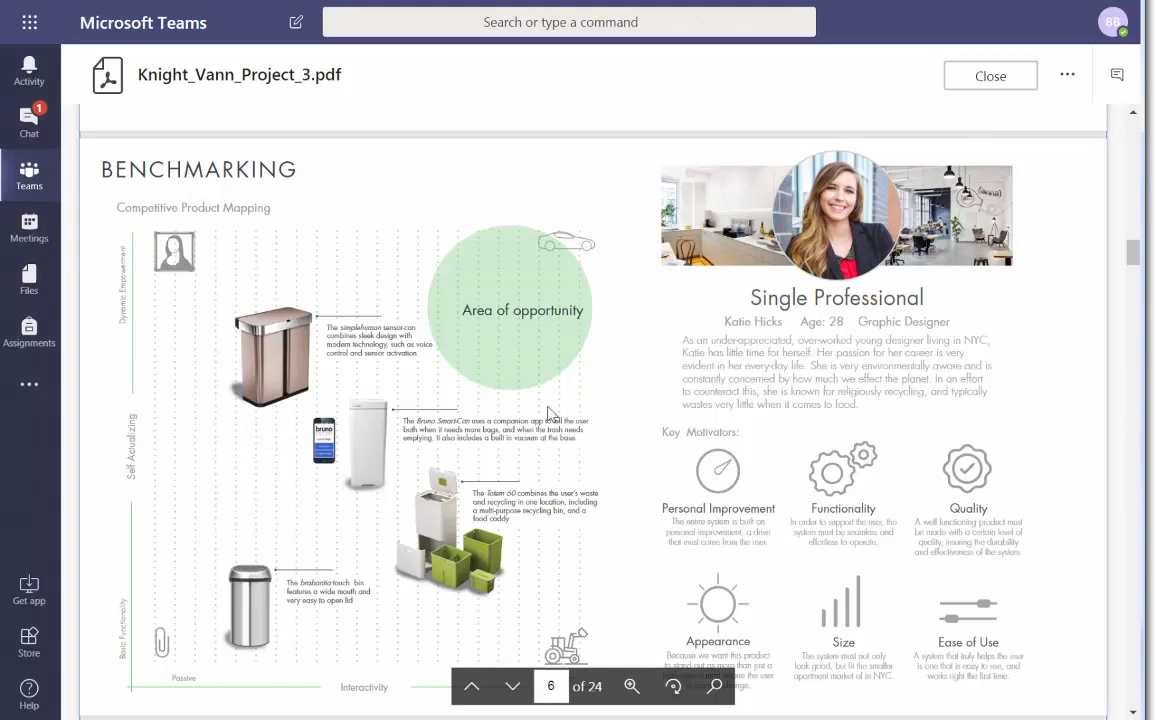 Microsoft Teams
Search or type a command
BB
Activity
1
Chat
Teams
Meetings
Files
Assignments
Get app
Store
Help
Knight_Vann_Project_3.pdf
Close
BENCHMARKING
Competitive Product Mapping
Dynamic Empowerment
Self Actualizing
Basic Functionality
Passive
Interactivity
Area of opportunity
The simplehuman sensor-can
combines sleek design with
modern technology, such as voice
control and sensor activation
bruno
The Bruno Smart-Can uses a companion app to tell the user
both when it needs more bags, and when the trash needs
emptying. It also includes a built in vacuum at the base.
The Totem 60 combines the user's waste
and recycling in one location, including
a multi-purpose recycling bin, and a
food caddy
The brabantia touch bin
features a wide mouth and
very easy to open lid
Single Professional
Katie Hicks Age: 28 Graphic Designer
As an under-appreciated, over-worked young designer living in NYC,
Katie has little time for herself. Her passion for her career is very
evident in her every-day life. She is very environmentally aware and is
constantly concerned by how much we effect the planet. In an effort
to counteract this, she is known for religiously recycling, and typically
wastes very little when it comes to food.
Key Motivators:
Personal Improvement
The entire system is built on
personal improvement, a drive
that must come from the user.
Functionality
In order to support the user, the
system must be seamless and
effortless to operate.
Quality
A well functioning product must
be made with a certain level of
quality, insuring the durability
and effectiveness of the system.
Appearance
Because we want this product
to stand out as more than just a
Size
The system must not only
look good, but fit the smaller
apartment market of in NYC.
Ease of Use
A system that truly helps the user
is one that is easy to use, and
works right the first time.
6 of 24